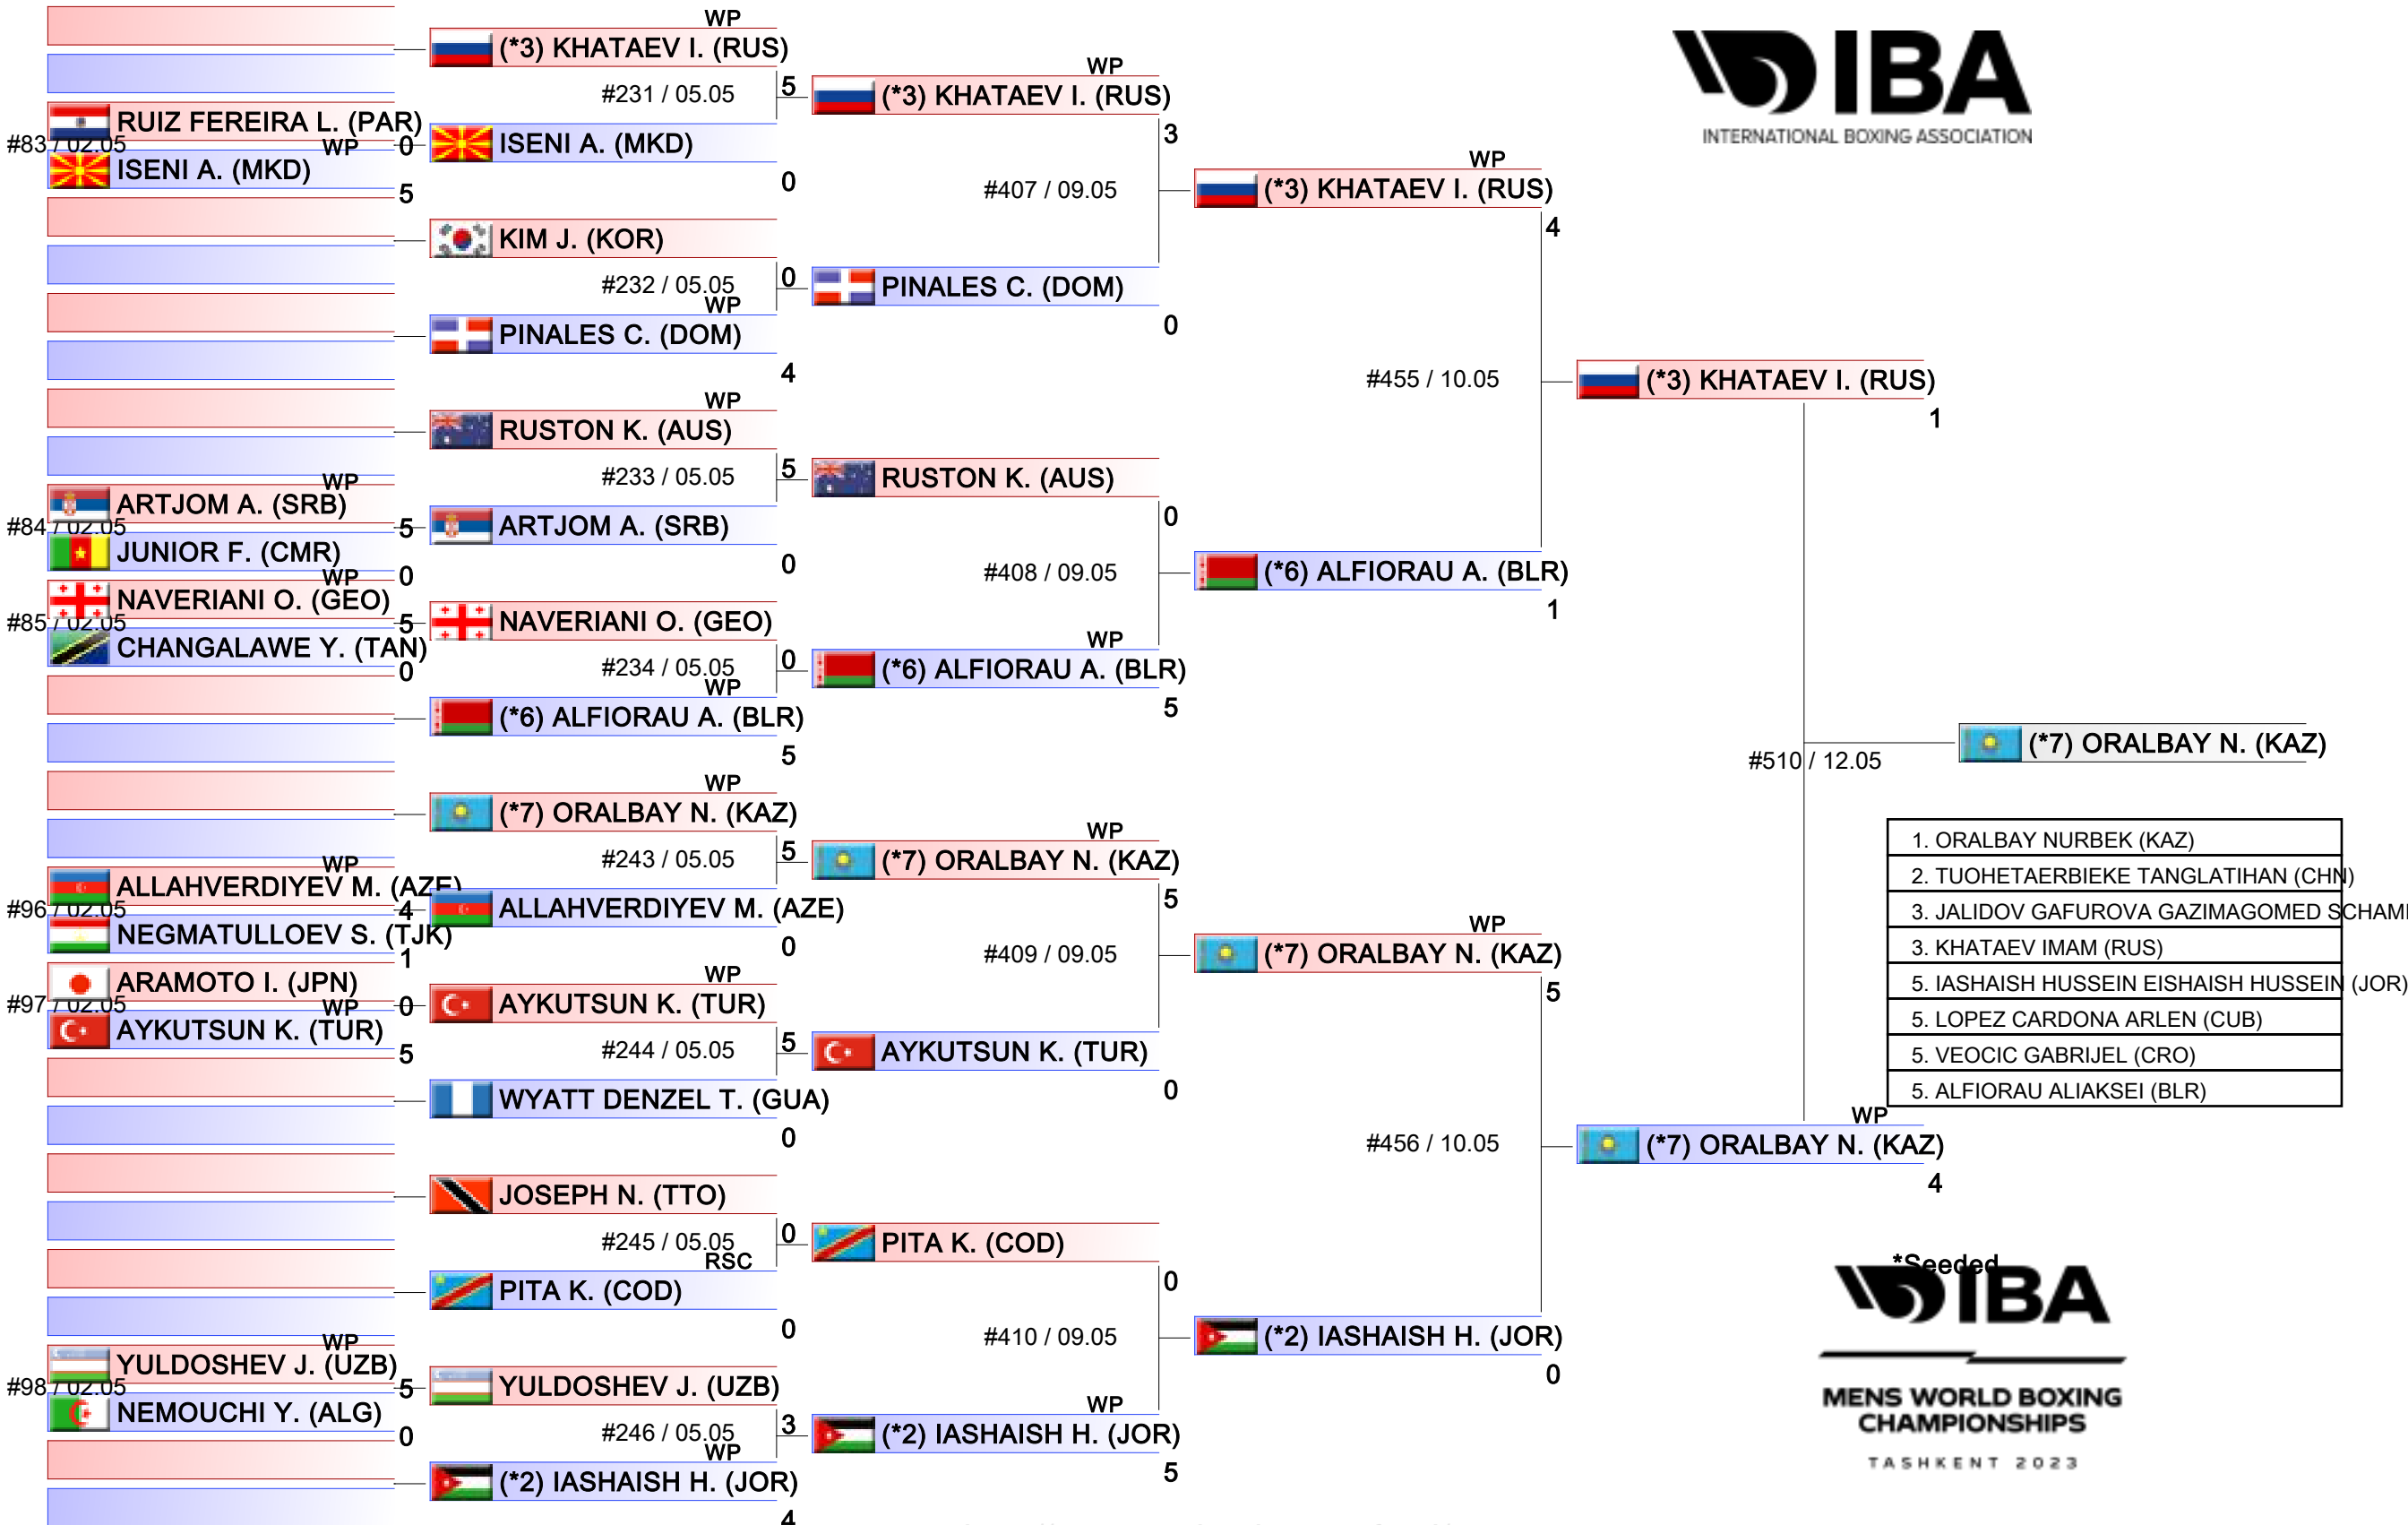 #83 / 02.05
RUIZ FEREIRA L. (PAR)
0
WP
ISENI A. (MKD)
5
#84 / 02.05
WP
ARTJOM A. (SRB)
5
JUNIOR F. (CMR)
0
#85 / 02.05
WP
NAVERIANI O. (GEO)
5
CHANGALAWE Y. (TAN)
0
#96 / 02.05
WP
ALLAHVERDIYEV M. (AZE)
4
NEGMATULLOEV S. (TJK)
1
#97 / 02.05
ARAMOTO I. (JPN)
0
WP
AYKUTSUN K. (TUR)
5
#98 / 02.05
WP
YULDOSHEV J. (UZB)
5
NEMOUCHI Y. (ALG)
0
WP
(*3) KHATAEV I. (RUS)
#231 / 05.05
5
ISENI A. (MKD)
0
KIM J. (KOR)
#232 / 05.05
0
WP
PINALES C. (DOM)
4
WP
RUSTON K. (AUS)
#233 / 05.05
5
ARTJOM A. (SRB)
0
NAVERIANI O. (GEO)
#234 / 05.05
0
WP
(*6) ALFIORAU A. (BLR)
5
WP
(*7) ORALBAY N. (KAZ)
#243 / 05.05
5
ALLAHVERDIYEV M. (AZE)
0
WP
AYKUTSUN K. (TUR)
#244 / 05.05
5
WYATT DENZEL T. (GUA)
0
JOSEPH N. (TTO)
#245 / 05.05
0
RSC
PITA K. (COD)
0
YULDOSHEV J. (UZB)
#246 / 05.05
3
WP
(*2) IASHAISH H. (JOR)
4
WP
(*3) KHATAEV I. (RUS)
3
#407 / 09.05
PINALES C. (DOM)
0
RUSTON K. (AUS)
0
#408 / 09.05
WP
(*6) ALFIORAU A. (BLR)
5
WP
(*7) ORALBAY N. (KAZ)
5
#409 / 09.05
AYKUTSUN K. (TUR)
0
PITA K. (COD)
0
#410 / 09.05
WP
(*2) IASHAISH H. (JOR)
5
WP
(*3) KHATAEV I. (RUS)
4
#455 / 10.05
(*6) ALFIORAU A. (BLR)
1
WP
(*7) ORALBAY N. (KAZ)
5
#456 / 10.05
(*2) IASHAISH H. (JOR)
0
(*3) KHATAEV I. (RUS)
1
#510 / 12.05
WP
(*7) ORALBAY N. (KAZ)
4
(*7) ORALBAY N. (KAZ)
IBA
INTERNATIONAL BOXING ASSOCIATION
1. ORALBAY NURBEK (KAZ)
2. TUOHETAERBIEKE TANGLATIHAN (CHN)
3. JALIDOV GAFUROVA GAZIMAGOMED
3. KHATAEV IMAM (RUS)
5. IASHAISH HUSSEIN EISHAISH HUSSEIN (JOR)
5. LOPEZ CARDONA ARLEN (CUB)
5. VEOCIC GABRIJEL (CRO)
5. ALFIORAU ALIAKSEI (BLR)
*Seeded
IBA
MENS WORLD BOXING
CHAMPIONSHIPS
TASHKENT 2023